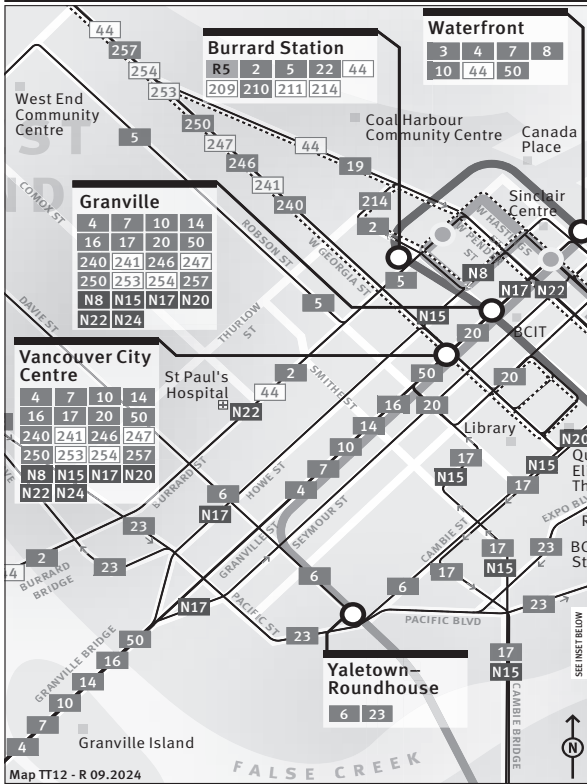 44
257
254
253
250
247
246
241
240
West End
Community
Centre
5
Burrard Station
R5 2 5 22 44
209 210 211 214
Waterfront
3 4 7 8
10 44 50
Coal Harbour
Community Centre
Canada
Place
44
19
214
2
Sinclair
Centre
W HASTINGS
W PENDER ST
N8
N17
N22
5
N15
COMOX ST
ROBSON ST
W GEORGIA ST
DAVIE ST
Granville
4 7 10 14
16 17 20 50
240 241 246 247
250 253 254 257
N8 N15 N17 N20
N22 N24
THURLOW
ST
5
20
BCIT
Vancouver City
Centre
4 7 10 14
16 17 20 50
240 241 246 247
250 253 254 257
N8 N15 N17 N20
N22 N24
St Paul's
Hospital
2
44
N22
SMITHE ST
50
20
16
20
14
10
7
4
Library
N20
17
N15
N15
17
BURRARD ST
HOWE ST
6
N17
GRANVILLE ST
SEYMOUR ST
CAMBIE ST
EXPO BLV
23
2
44
23
BURRARD
BRIDGE
17
N15
23
17
6
6
23
N17
PACIFIC ST
23
PACIFIC BLVD
50
16
14
10
7
4
GRANVILLE BRIDGE
Yaletown–
Roundhouse
6 23
17
N15
CAMBIE BRIDGE
SEE INSET BELOW
Granville Island
FALSE CREEK
N
Map TT12 - R 09.2024